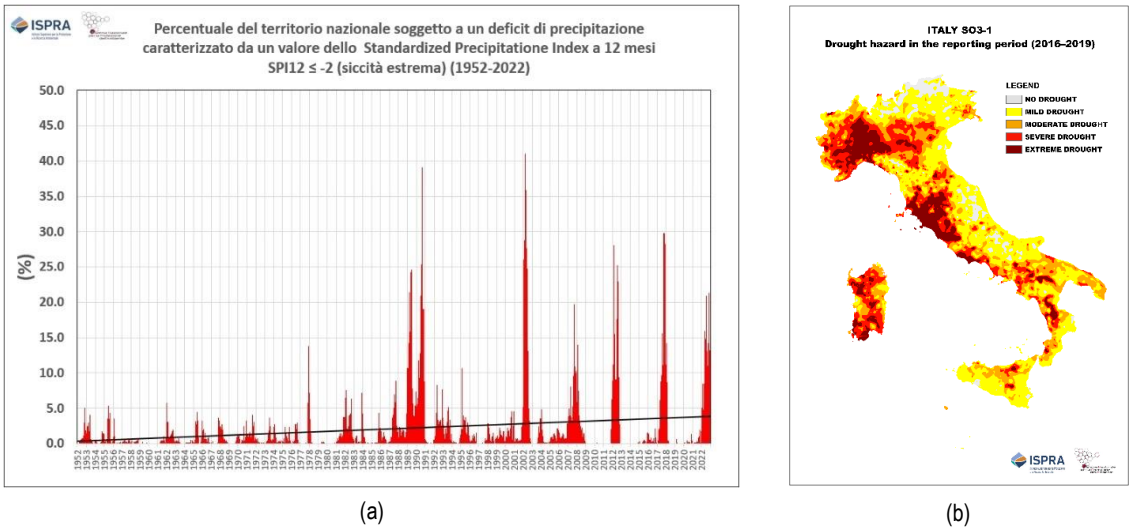 ISPRA
Percentuale del territorio nazionale soggetto a un deficit di precipitazione
caratterizzato da un valore dello Standardized Precipitatione Index a 12 mesi
SPI12 ≤ -2 (siccità estrema) (1952-2022)
50.0
45.0
40.0
35.0
30.0
25.0
20.0
15.0
10.0
5.0
0.0
(%)
1952 1953 1954 1955 1956 1957 1958 1959 1960 1961 1962 1963 1964 1965 1966 1967 1968 1969 1970 1971 1972 1973 1974 1975 1976 1977 1978 1979 1980 1981 1982 1983 1984 1985 1986 1987 1988 1989 1990 1991 1992 1993 1994 1995 1996 1997 1998 1999 2000 2001 2002 2003 2004 2005 2006 2007 2008 2009 2010 2011 2012 2013 2014 2015 2016 2017 2018 2019 2020 2021 2022
(a)
ITALY SO3-1
Drought hazard in the reporting period (2016–2019)
LEGEND
NO DROUGHT
MILD DROUGHT
MODERATE DROUGHT
SEVERE DROUGHT
EXTREME DROUGHT
ISPRA
(b)